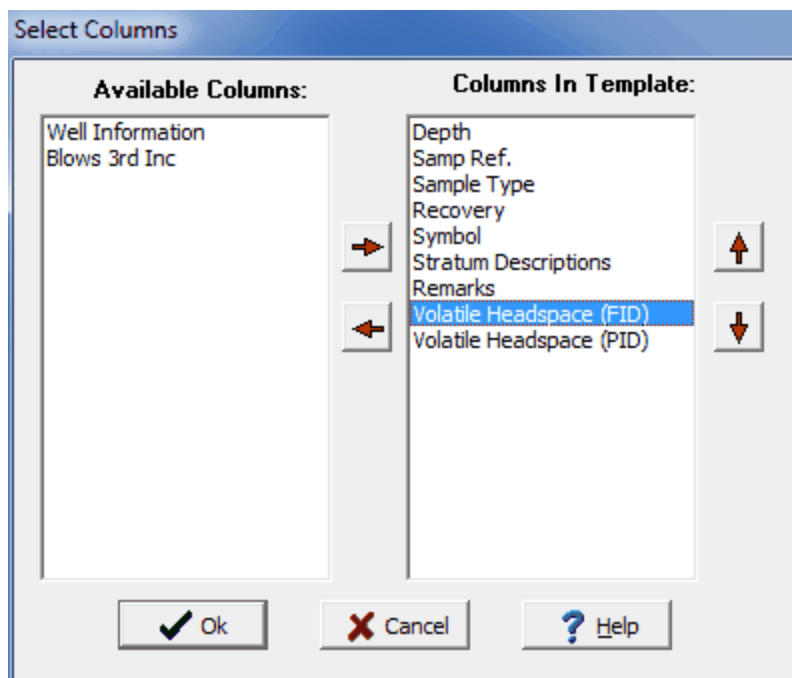 Select Columns
Available Columns:
Well Information
Blows 3rd Inc
Columns In Template:
Depth
Samp Ref.
Sample Type
Recovery
Symbol
Stratum Descriptions
Remarks
Volatile Headspace (FID)
Volatile Headspace (PID)
Ok
Cancel
? Help